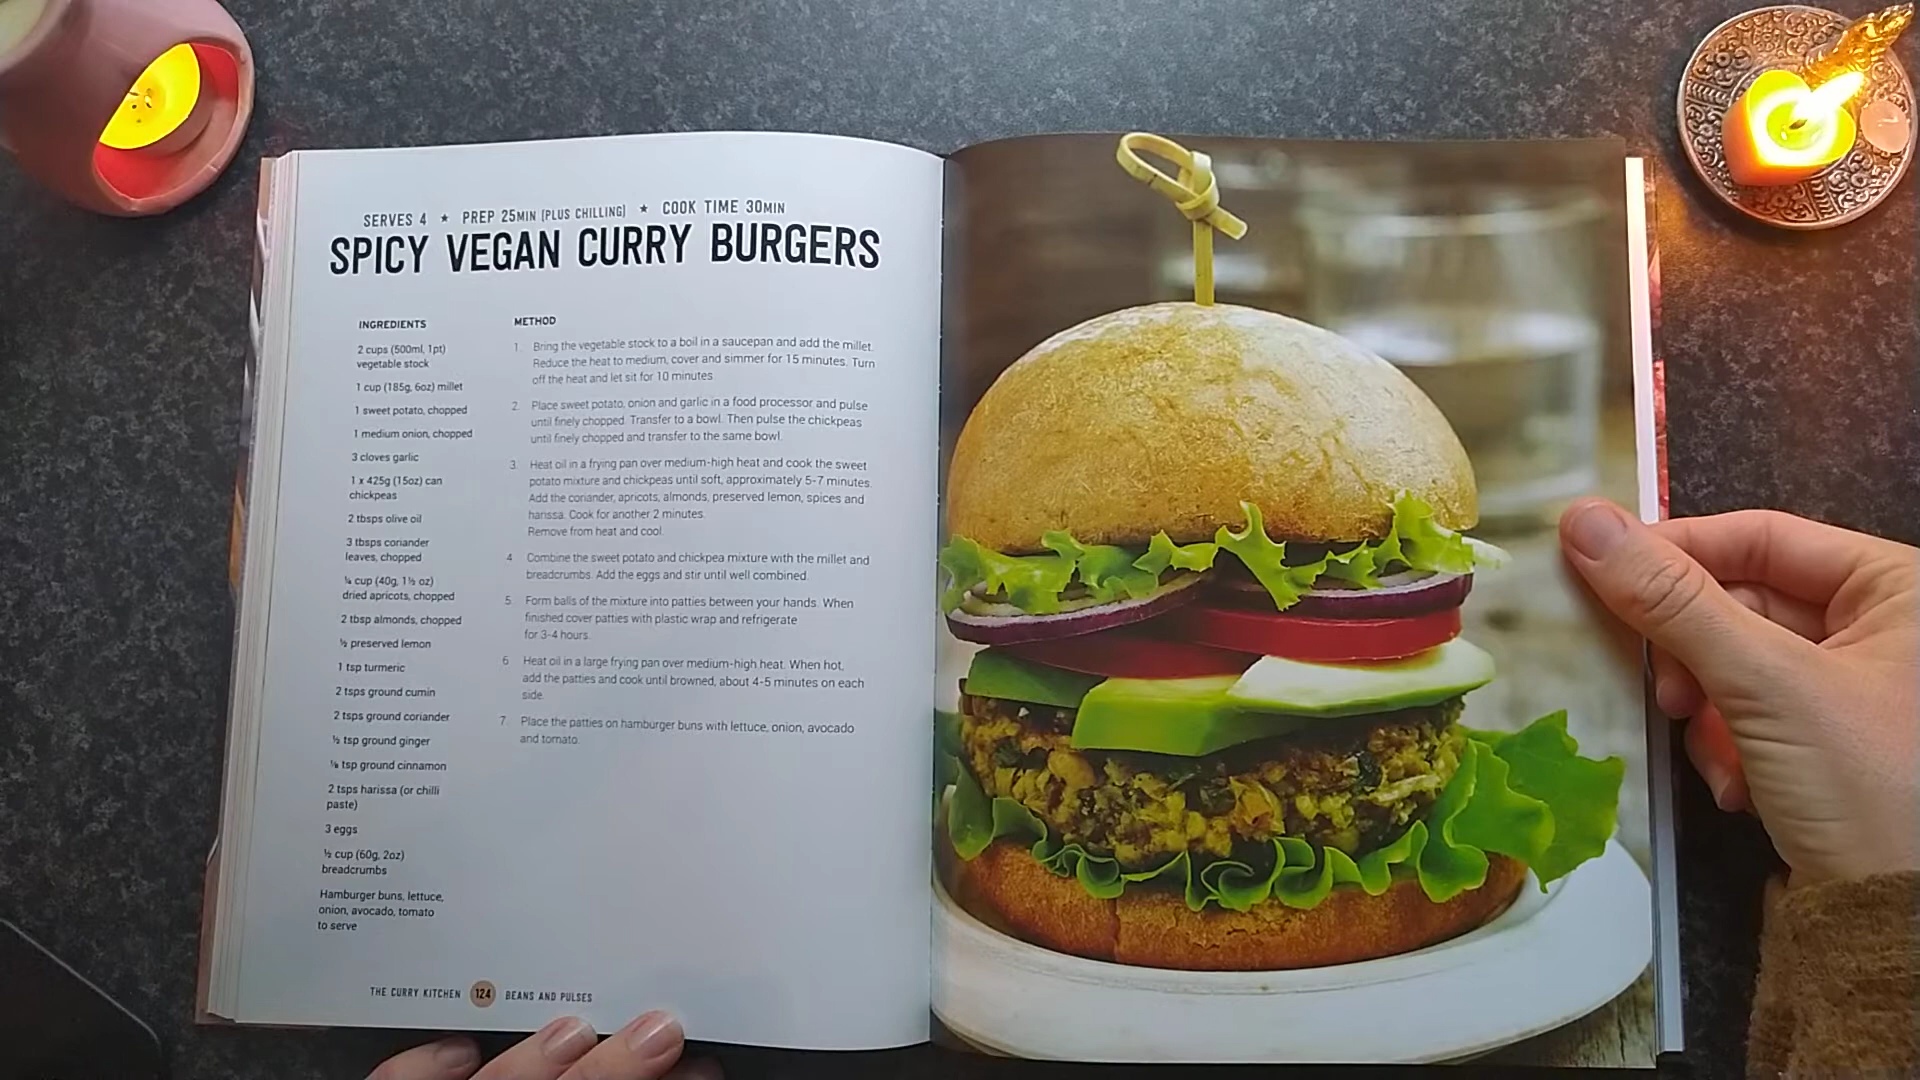 SERVES 4 ★ PREP 25MIN (PLUS CHILLING) ★ COOK TIME 30MIN
SPICY VEGAN CURRY BURGERS
INGREDIENTS
2 cups (500ml, 1pt)
vegetable stock
1 cup (185g, 6oz) millet
1 sweet potato, chopped
1 medium onion, chopped
3 cloves garlic
1 x 425g (15oz) can
chickpeas
2 tbsps olive oil
3 tbsps coriander
leaves, chopped
¼ cup (40g, 1½ oz)
dried apricots, chopped
2 tbsp almonds, chopped
½ preserved lemon
1 tsp turmeric
2 tsps ground cumin
2 tsps ground coriander
½ tsp ground ginger
tsp ground cinnamon
2 tsps harissa (or chilli
paste)
3 eggs
½ cup (60g, 2oz)
breadcrumbs
Hamburger buns, lettuce,
onion, avocado, tomato
to serve
METHOD
1. Bring the vegetable stock to a boil in a saucepan and add the millet.
Reduce the heat to medium, cover and simmer for 15 minutes. Turn
off the heat and let sit for 10 minutes.
2. Place sweet potato, onion and garlic in a food processor and pulse
until finely chopped. Transfer to a bowl. Then pulse the chickpeas
until finely chopped and transfer to the same bowl.
3. Heat oil in a frying pan over medium-high heat and cook the sweet
potato mixture and chickpeas until soft, approximately 5-7 minutes.
Add the coriander, apricots, almonds, preserved lemon, spices and
harissa. Cook for another 2 minutes.
Remove from heat and cool.
4. Combine the sweet potato and chickpea mixture with the millet and
breadcrumbs. Add the eggs and stir until well combined.
5. Form balls of the mixture into patties between your hands. When
finished cover patties with plastic wrap and refrigerate
for 3-4 hours.
6. Heat oil in a large frying pan over medium-high heat. When hot,
add the patties and cook until browned, about 4-5 minutes on each
side.
7. Place the patties on hamburger buns with lettuce, onion, avocado
and tomato.
THE CURRY KITCHEN 124 BEANS AND PULSES